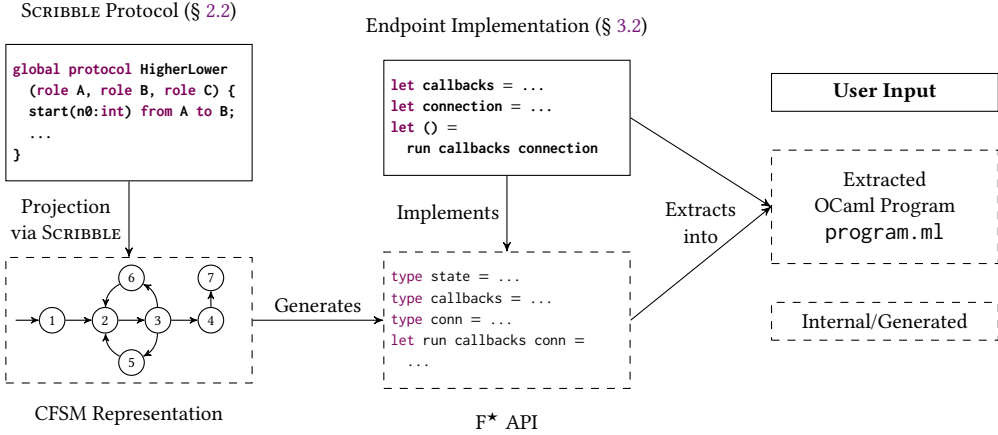 SCRIBBLE Protocol (§ 2.2)
global protocol HigherLower
(role A, role B, role C) {
start(n0:int) from A to B;
...
}
Projection
via SCRIBBLE
1
2
3
4
5
6
7
CFSM Representation
Generates
Endpoint Implementation (§ 3.2)
let callbacks = ...
let connection = ...
let () =
run callbacks connection
Implements
type state = ...
type callbacks = ...
type conn = ...
let run callbacks conn =
...
F★ API
Extracts
into
User Input
Extracted
OCaml Program
program.ml
Internal/Generated